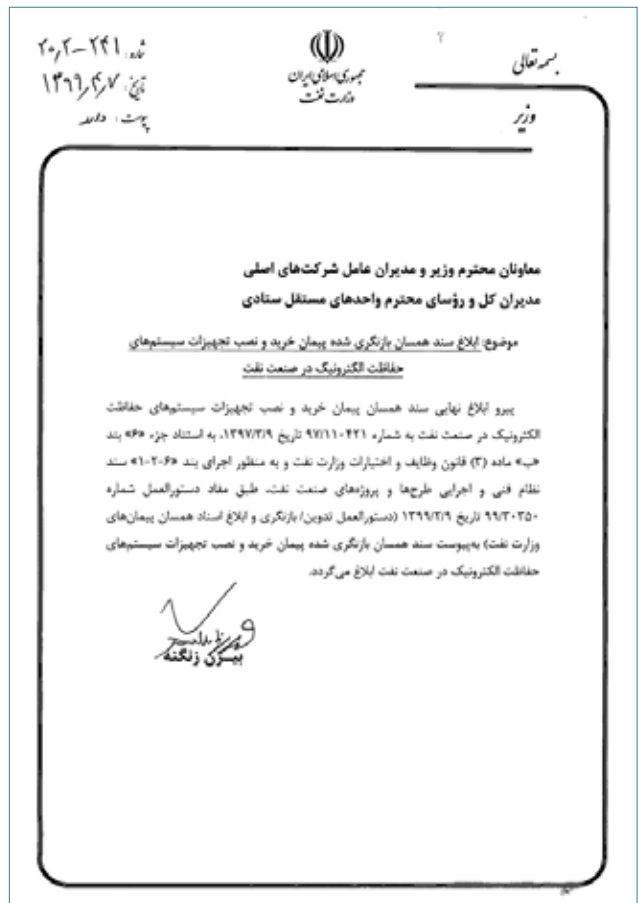 بسمه تعالی
جمهوری اسلامی ایران
وزارت نفت
وزیر
شماره: ۲۴۱-۲۰/۲
تاریخ: ۱۳۹۹/۴/۷
پیوست: دارد
معاونان محترم وزیر و مدیران عامل شرکت‌های اصلی
مدیران کل و رؤسای محترم واحدهای مستقل ستادی
موضوع: ابلاغ سند همسان بازنگری شده پیمان خرید و نصب تجهیزات سیستم‌های
حفاظت الکترونیک در صنعت نفت
پیرو ابلاغ نهایی سند همسان پیمان خرید و نصب تجهیزات سیستم‌های حفاظت
الکترونیک در صنعت نفت به شماره ۹۷/۱۱۰-۴۲۱ تاریخ ۱۳۹۷/۳/۹، به استناد جزء «۶» بند
«ب» ماده (۳) قانون وظایف و اختیارات وزارت نفت و به منظور اجرای بند «۶-۲-۱» سند
نظام فنی و اجرایی طرح‌ها و پروژه‌های صنعت نفت، طبق مفاد دستورالعمل شماره
۹۹/۳۰-۳۵۰ تاریخ ۱۳۹۹/۲/۹ (دستورالعمل تدوین/ بازنگری و ابلاغ اسناد همسان پیمان‌های
وزارت نفت) به‌پیوست سند همسان بازنگری شده پیمان خرید و نصب تجهیزات سیستم‌های
حفاظت الکترونیک در صنعت نفت ابلاغ می‌گردد.
بیژن زنگنه